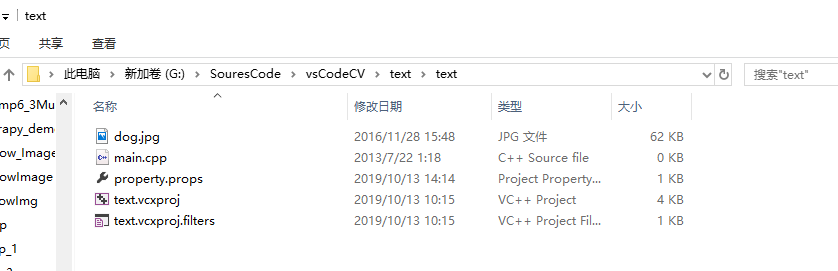 text
页 共享 查看
此电脑 新加卷 (G:) SouresCode vsCodeCV text text 搜索"text"
名称 修改日期 类型 大小
mp6_3Mu
rapy_demo
dog.jpg 2016/11/28 15:48 JPG 文件 62 KB
ow_Image
main.cpp 2013/7/22 1:18 C++ Source file 0 KB
owImage
property.props 2019/10/13 14:14 Project Property... 1 KB
owImg
text.vcxproj 2019/10/13 10:15 VC++ Project 4 KB
p
text.vcxproj.filters 2019/10/13 10:15 VC++ Project Fil... 1 KB
p_1